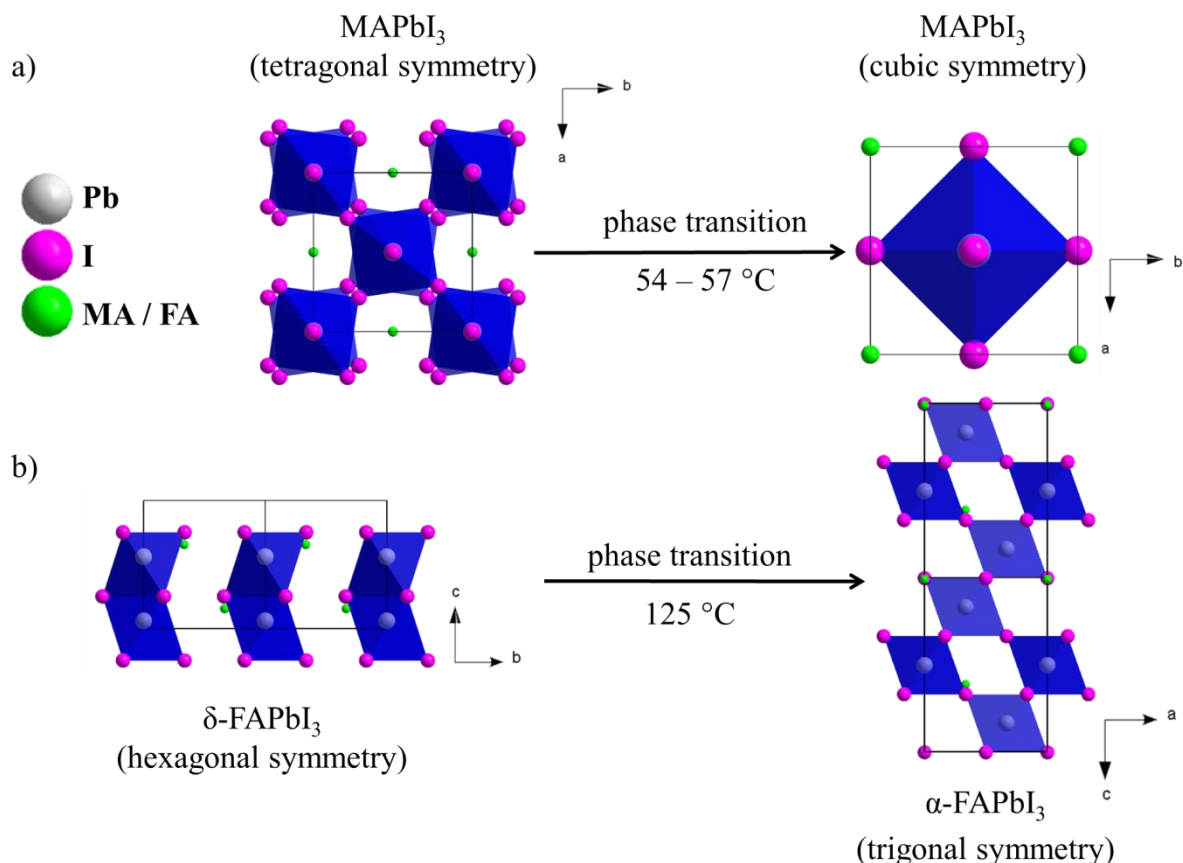 a)
MAPbI₃
(tetragonal symmetry)
b
a
MAPbI₃
(cubic symmetry)
Pb
I
MA / FA
phase transition
54 – 57 °C
b
a
b)
c
b
δ-FAPbI₃
(hexagonal symmetry)
phase transition
125 °C
a
c
α-FAPbI₃
(trigonal symmetry)